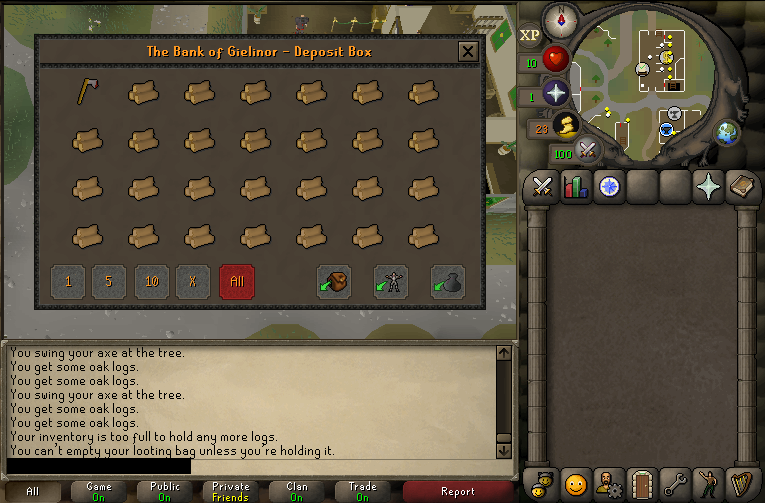 The Bank of Gielinor - Deposit Box
N
XP
10
1
23
100
1
5
10
X
All
You swing your axe at the tree.
You get some oak logs.
You get some oak logs.
You swing your axe at the tree.
You get some oak logs.
You get some oak logs.
Your inventory is too full to hold any more logs.
You can't empty your looting bag unless you're holding it.
All
Game
On
Public
On
Private
Friends
Clan
On
Trade
On
Report